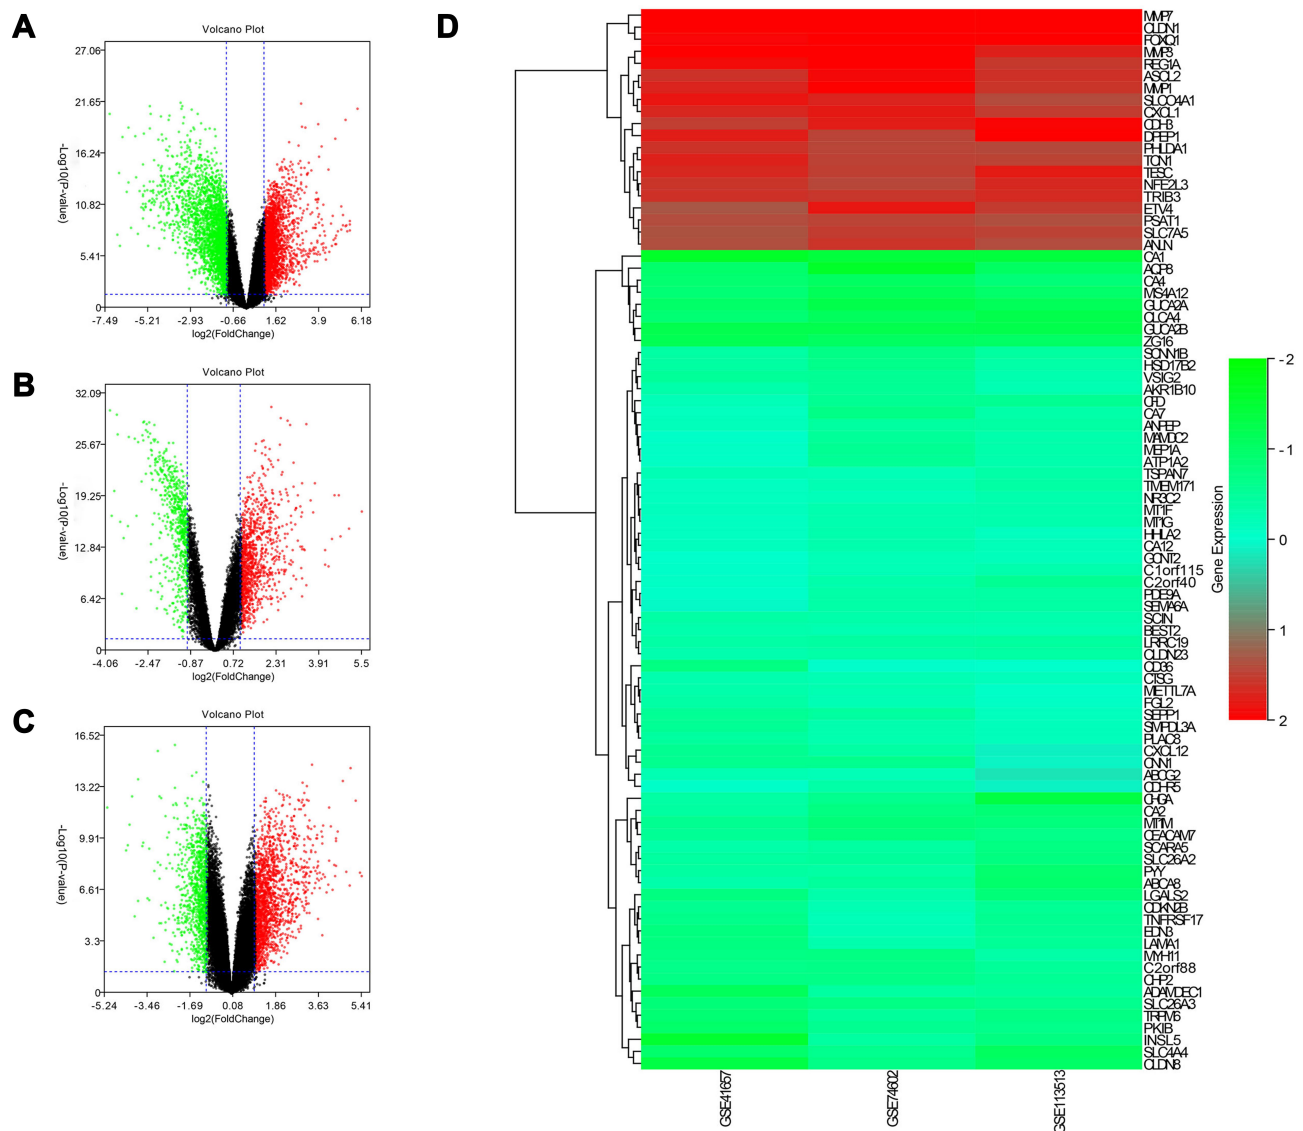 A
Volcano Plot
27.06
21.65
16.24
10.82
5.41
0
-Log10(P-value)
-7.49 -5.21 -2.93 -0.66 1.62 3.9 6.18
log2(FoldChange)
B
Volcano Plot
32.09
25.67
19.25
12.84
6.42
0
-Log10(P-value)
-4.06 -2.47 -0.87 0.72 2.31 3.91 5.5
log2(FoldChange)
C
Volcano Plot
16.52
13.22
9.91
6.61
3.3
0
-Log10(P-value)
-5.24 -3.46 -1.69 0.08 1.86 3.63 5.41
log2(FoldChange)
D
MMP7
CLDN1
FOXQ1
MMP3
REG1A
ASCL2
MMP1
SLCO4A1
CXCL1
CDH3
DPEP1
PHLDA1
TCN1
TESC
NFE2L3
TRIB3
ETV4
PSAT1
SLC7A5
ANLN
CA1
AQP8
CA4
MS4A12
GUCA2A
CLCA4
GUCA2B
ZG16
SCNN1B
HSD17B2
VSIG2
AKR1B10
CFD
CA7
ANPEP
MAMDC2
MEP1A
ATP1A2
TSPAN7
TMEM171
NR3C2
MT1F
MT1G
HHLA2
CA12
GCNT2
C1orf115
C2orf40
PDE9A
SEMA6A
SCIN
BEST2
LRRC19
CLDN23
CD36
CTSG
METTL7A
FGL2
SEPP1
SMPDL3A
PLAC8
CXCL12
CNN1
ABCG2
CDHR5
CHGA
CA2
MT1M
CEACAM7
SCARA5
SLC26A2
PYY
ABCA8
LGALS2
CDKN2B
TNFRSF17
EDN3
LAMA1
MYH11
C2orf88
CHP2
ADAMDEC1
SLC26A3
TRPM6
PKIB
INSL5
SLC4A4
CLDN8
GSE41657
GSE74602
GSE113513
-2
-1
0
1
2
Gene Expression